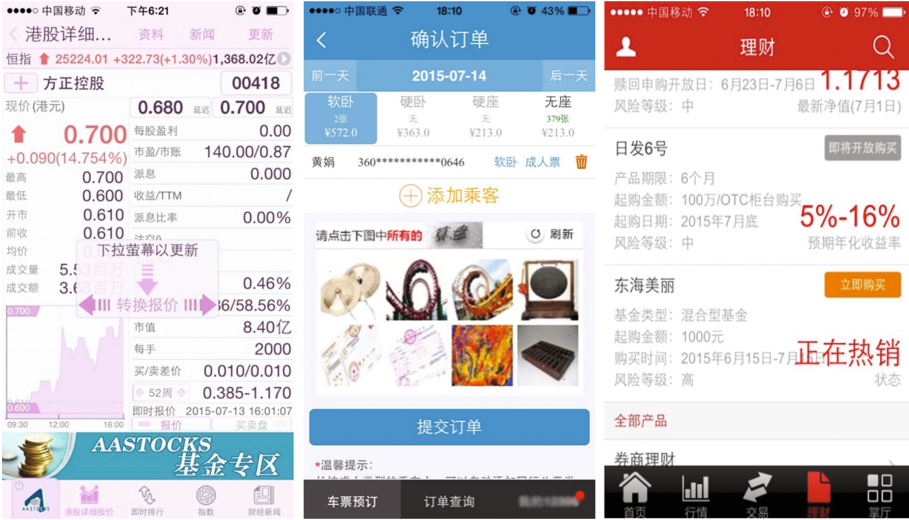 中国移动
下午6:21
港股详细...
资料
新闻
更新
恒指
25224.01
+322.73(+1.30%)1,368.02亿
方正控股
00418
现价(港元)
0.680
延迟
0.700
延迟
0.700
+0.090(14.754%)
每股盈利
0.00
市盈/市账
140.00/0.87
最高
0.700
派息
0.000
最低
0.600
收益/TTM
/
开市
0.610
派息比率
0.00%
前收
0.610
均价
下拉萤幕以更新
成交量
0.46%
成交额
转换报价
/58.56%
0.700
市值
8.40亿
每手
2000
买/卖差价
0.010/0.010
52周
0.385-1.170
0.600
即时报价
2015-07-13 16:01:07
09:30
12:00
16:00
报价
买卖盘
AASTOCKS
基金专区
AASTOCKS
港股详细报价
即时排行
指数
财经新闻
中国联通
18:10
43%
确认订单
前一天
2015-07-14
后一天
软卧
硬卧
硬座
无座
2张
无
无
379张
¥572.0
¥363.0
¥213.0
¥213.0
黄娟
360***********0646
软卧
成人票
添加乘客
请点击下图中所有的
刷新
提交订单
*温馨提示:
车票预订
订单查询
中国移动
18:10
97%
理财
赎回申购开放日: 6月23日-7月6日
1.1713
风险等级: 中
最新净值(7月1日)
日发6号
即将开放购买
产品期限: 6个月
起购金额: 100万/OTC柜台购买
起购日期: 2015年7月底
5%-16%
风险等级: 中
预期年化收益率
东海美丽
立即购买
基金类型: 混合型基金
起购金额: 1000元
购买时间: 2015年6月15日-7月
正在热销
风险等级: 高
状态
全部产品
券商理财
首页
行情
交易
理财
掌厅